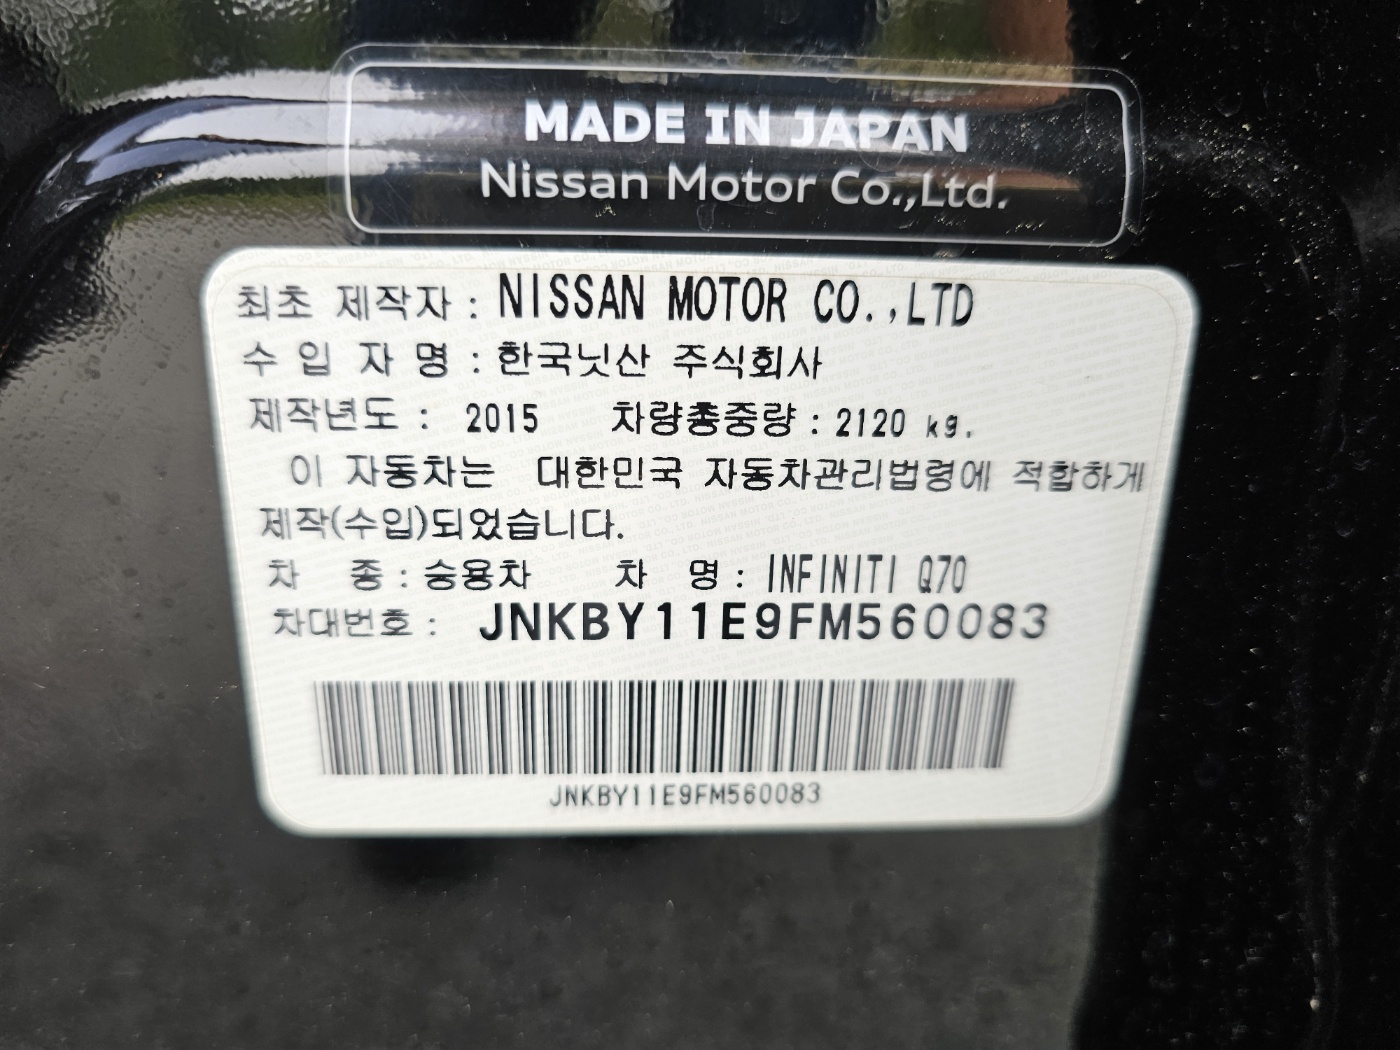 MADE IN JAPAN
Nissan Motor Co.,Ltd.
최초 제작자 : NISSAN MOTOR CO.,LTD
수 입 자 명 : 한국닛산 주식회사
제작년도 : 2015 차량총중량 : 2120 kg.
이 자동차는 대한민국 자동차관리법령에 적합하게
제작(수입)되었습니다.
차 종 : 승용차 차 명 : INFINITI Q70
차대번호 : JNKBY11E9FM560083
JNKBY11E9FM560083